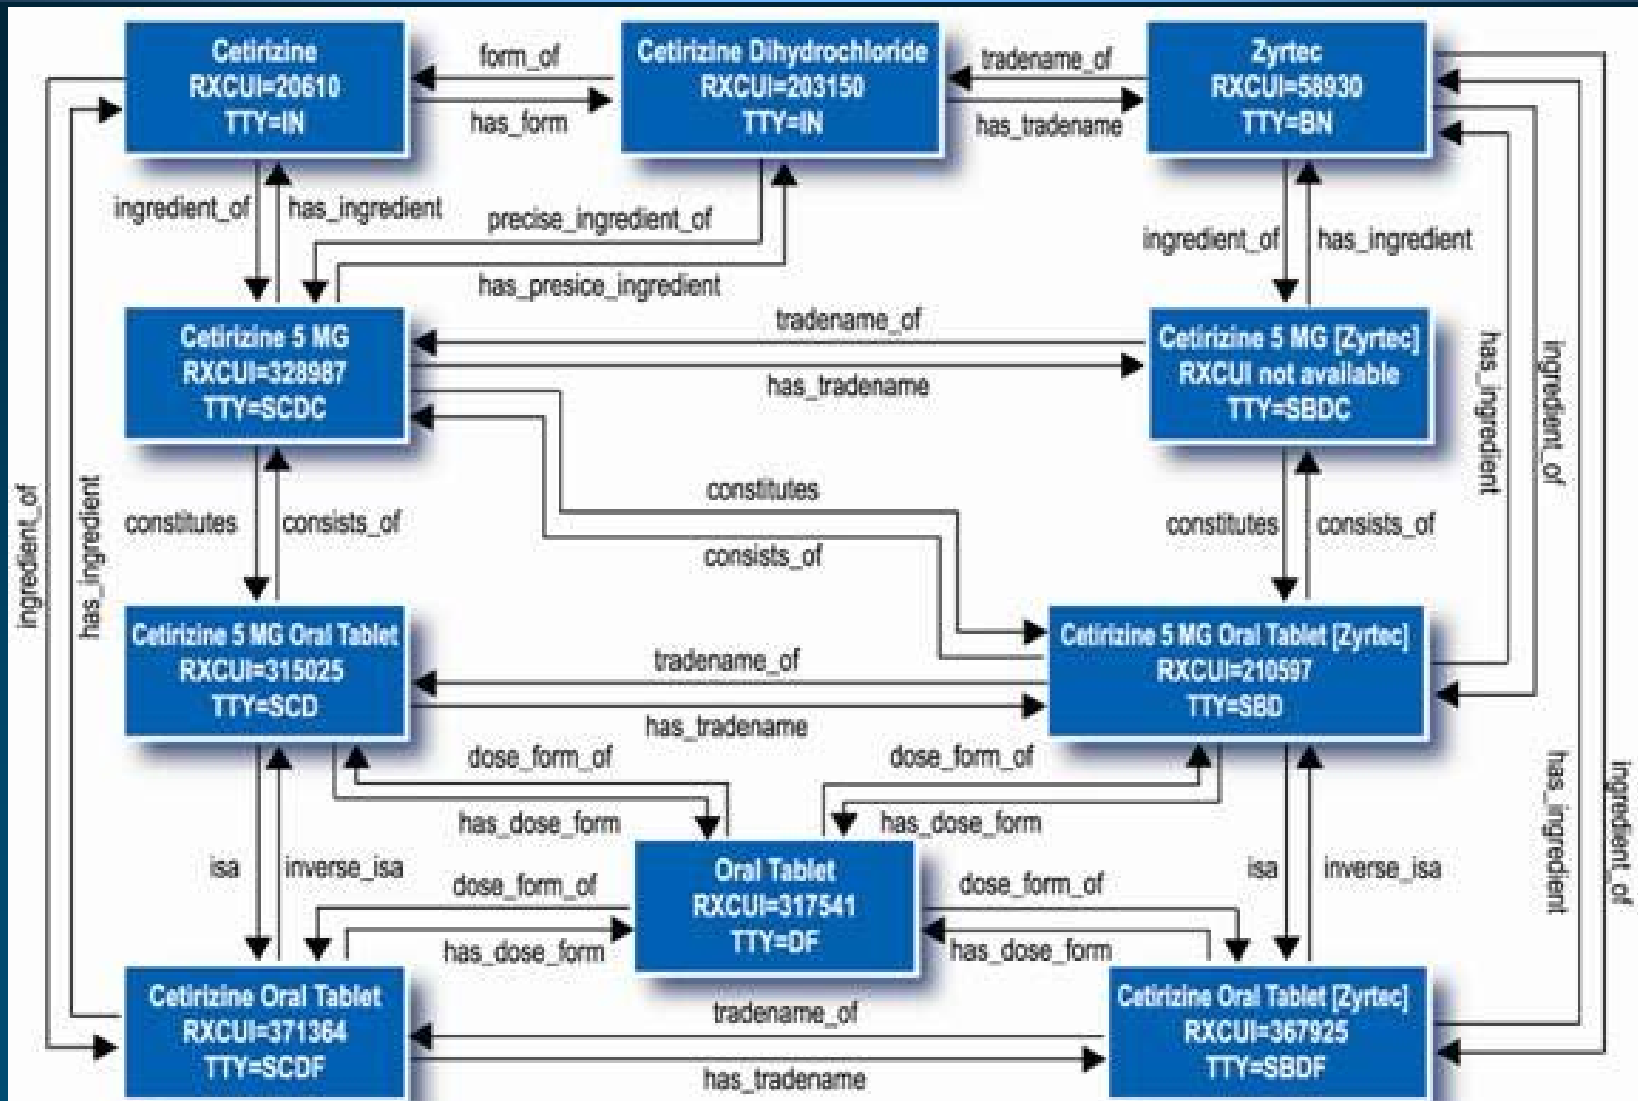 Cetirizine
RXCUI=20610
TTY=IN
form_of
has_form
Cetirizine Dihydrochloride
RXCUI=203150
TTY=IN
tradename_of
has_tradename
Zyrtec
RXCUI=58930
TTY=BN
ingredient_of
has_ingredient
precise_ingredient_of
has_presice_ingredient
ingredient_of
has_ingredient
Cetirizine 5 MG
RXCUI=328987
TTY=SCDC
tradename_of
has_tradename
Cetirizine 5 MG [Zyrtec]
RXCUI not available
TTY=SBDC
has_ingredient
ingredient_of
ingredient_of
has_ingredient
constitutes
consists_of
constitutes
consists_of
constitutes
consists_of
Cetirizine 5 MG Oral Tablet
RXCUI=315025
TTY=SCD
tradename_of
has_tradename
Cetirizine 5 MG Oral Tablet [Zyrtec]
RXCUI=210597
TTY=SBD
dose_form_of
has_dose_form
dose_form_of
has_dose_form
has_ingredient
ingredient_of
isa
inverse_isa
dose_form_of
has_dose_form
Oral Tablet
RXCUI=317541
TTY=DF
dose_form_of
has_dose_form
isa
inverse_isa
Cetirizine Oral Tablet
RXCUI=371364
TTY=SCDF
tradename_of
has_tradename
Cetirizine Oral Tablet [Zyrtec]
RXCUI=367925
TTY=SBDF